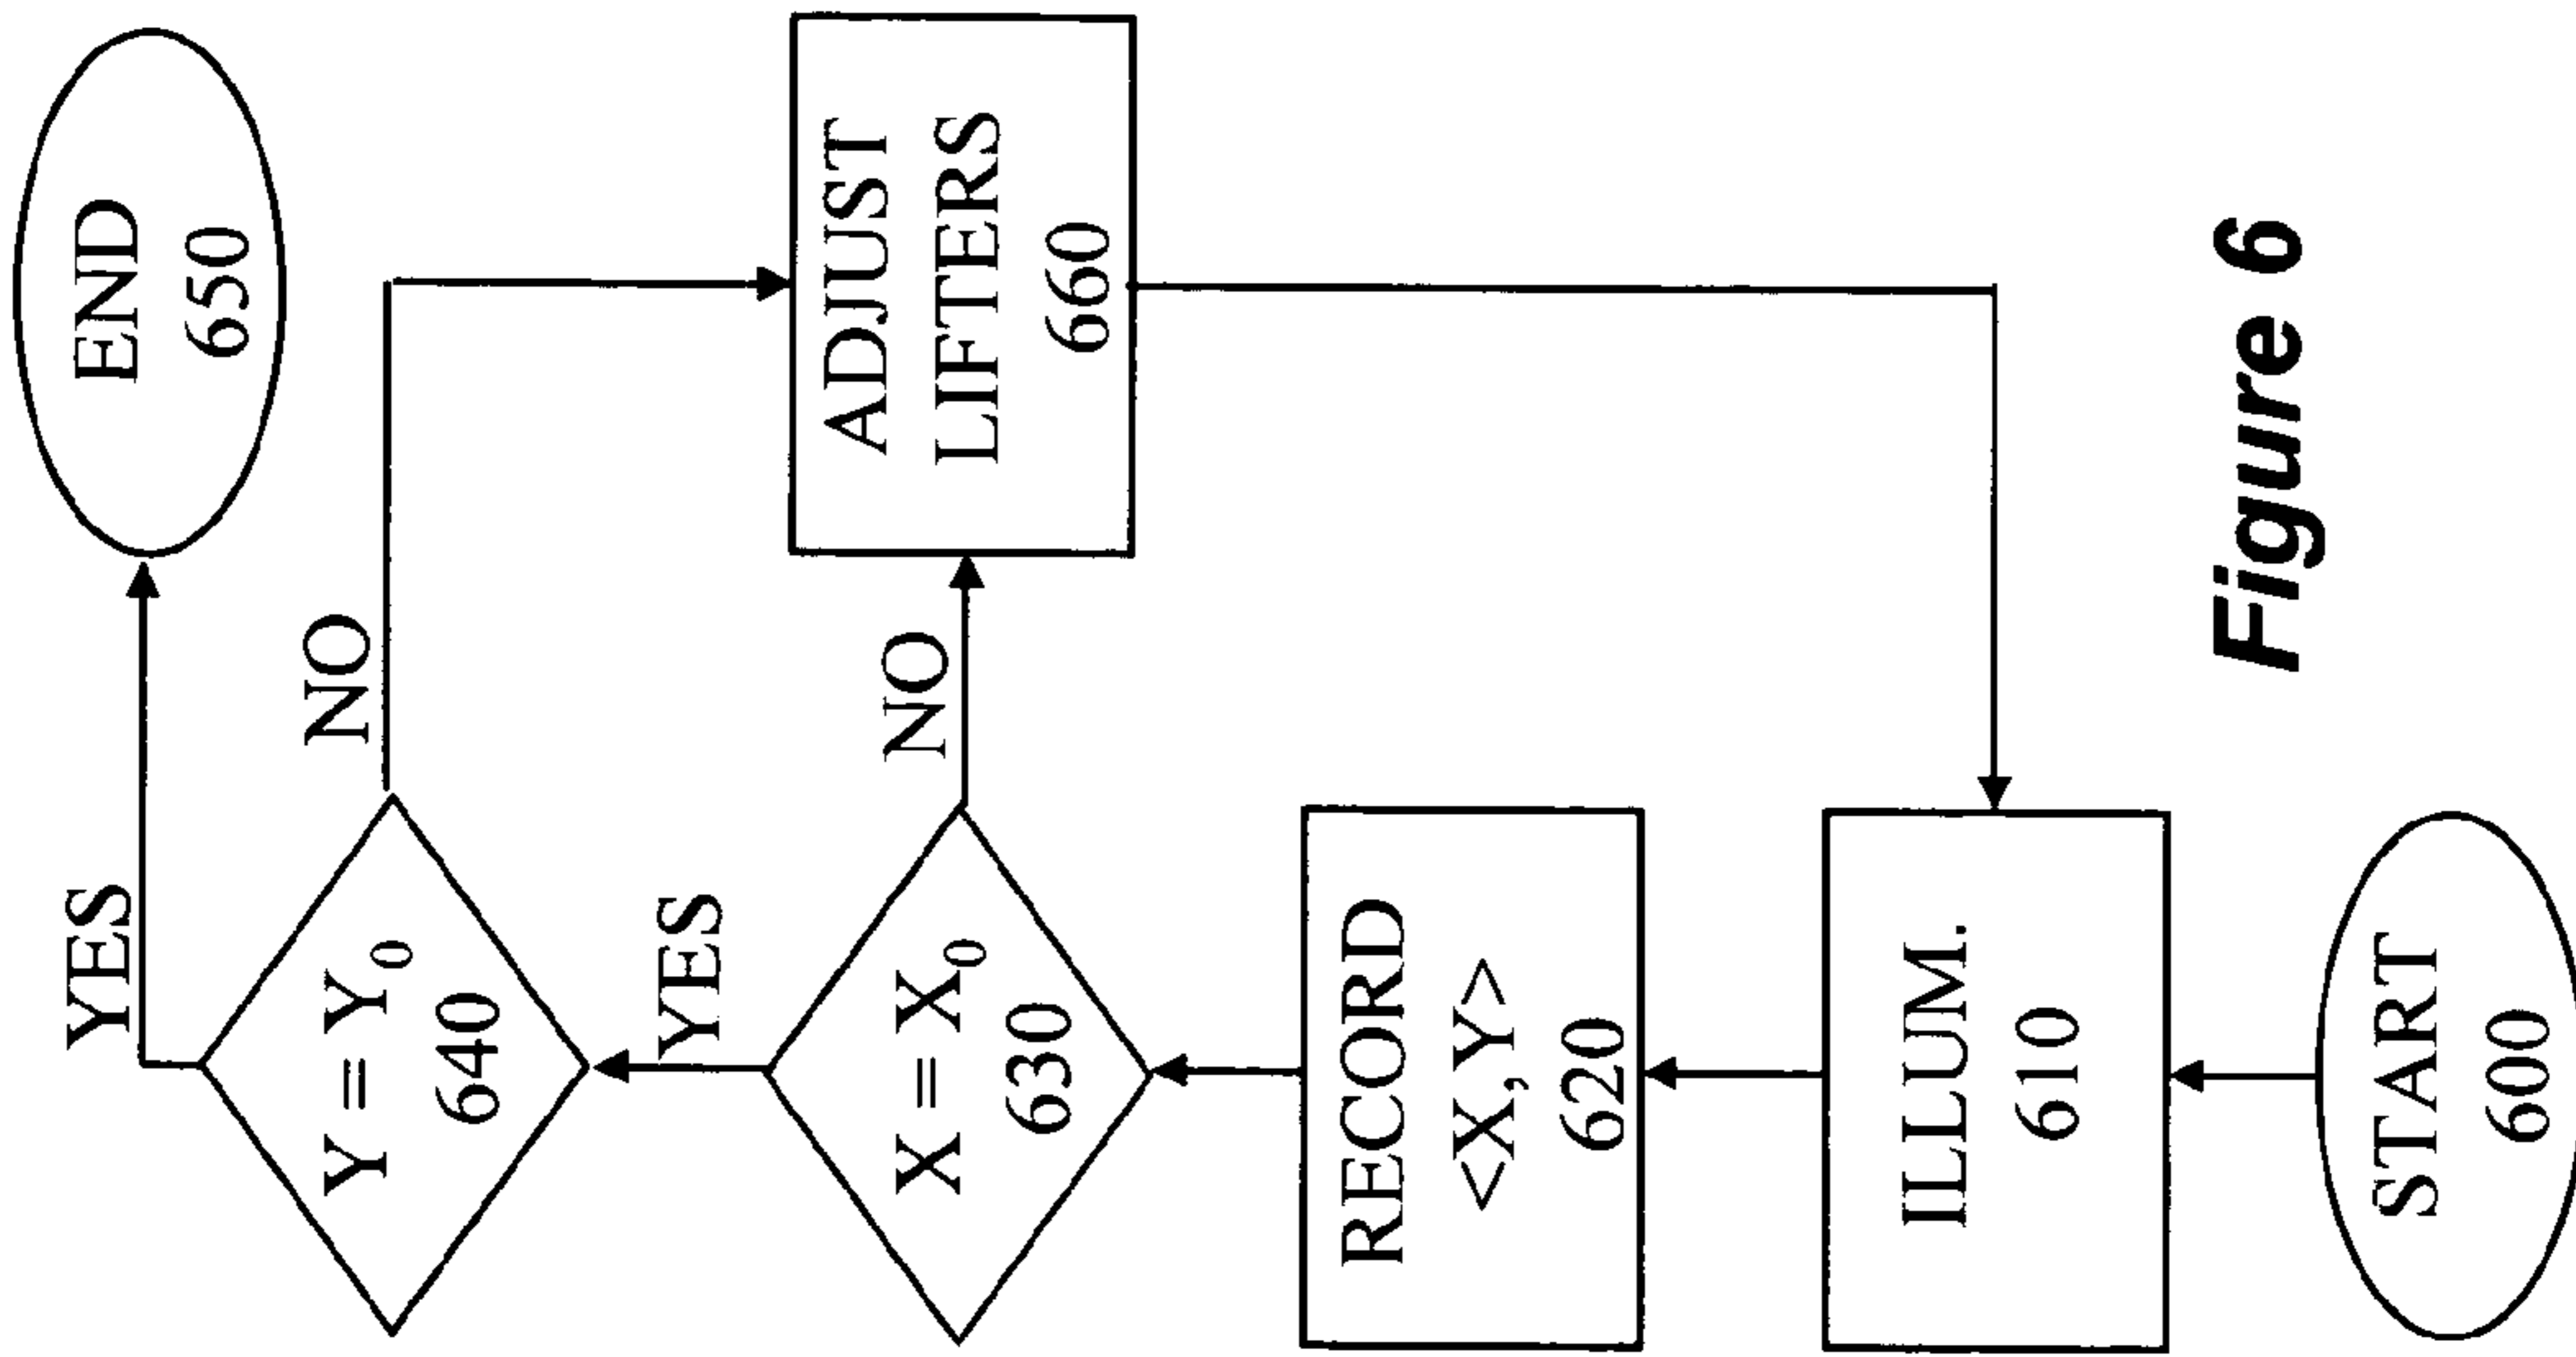 START
600
ILLUM.
610
RECORD
<X,Y>
620
X = X₀
630
YES
NO
Y = Y₀
640
YES
NO
END
650
ADJUST
LIFTERS
660
Figure 6